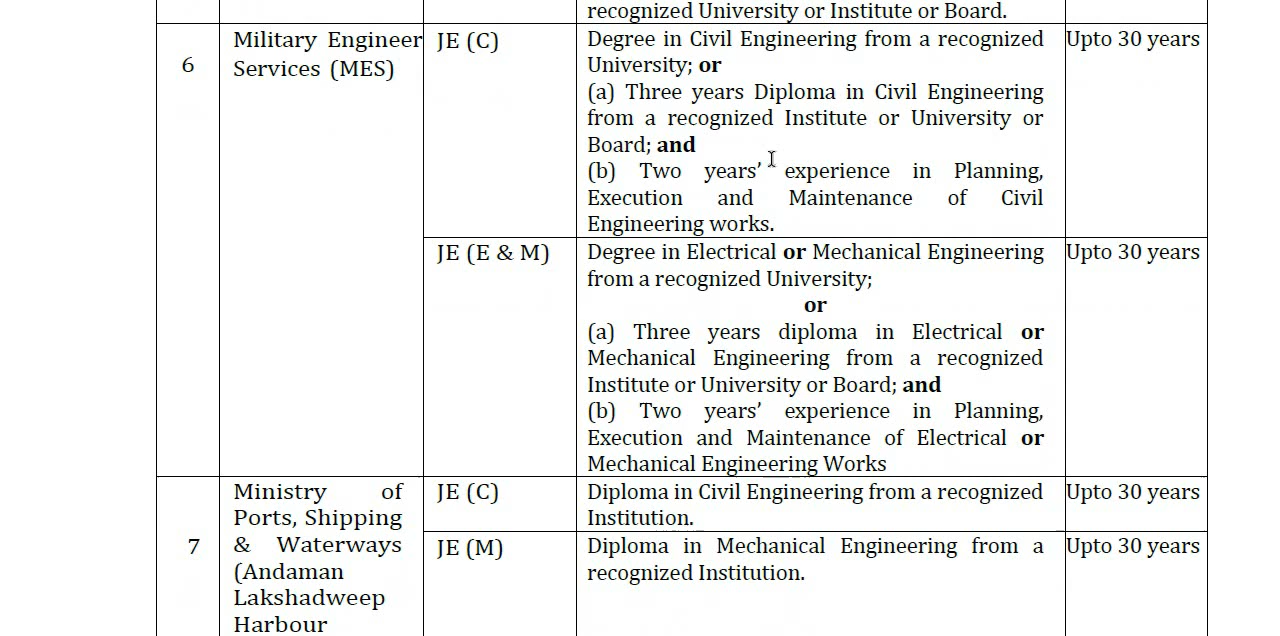 recognized University or Institute or Board.
6
Military Engineer
Services (MES)
JE (C)
Degree in Civil Engineering from a recognized
University; or
(a) Three years Diploma in Civil Engineering
from a recognized Institute or University or
Board; and
(b) Two years’ experience in Planning,
Execution and Maintenance of Civil
Engineering works.
Upto 30 years
JE (E & M)
Degree in Electrical or Mechanical Engineering
from a recognized University;
or
(a) Three years diploma in Electrical or
Mechanical Engineering from a recognized
Institute or University or Board; and
(b) Two years’ experience in Planning,
Execution and Maintenance of Electrical or
Mechanical Engineering Works
Upto 30 years
7
Ministry of
Ports, Shipping
& Waterways
(Andaman
Lakshadweep
Harbour
JE (C)
Diploma in Civil Engineering from a recognized
Institution.
Upto 30 years
JE (M)
Diploma in Mechanical Engineering from a
recognized Institution.
Upto 30 years